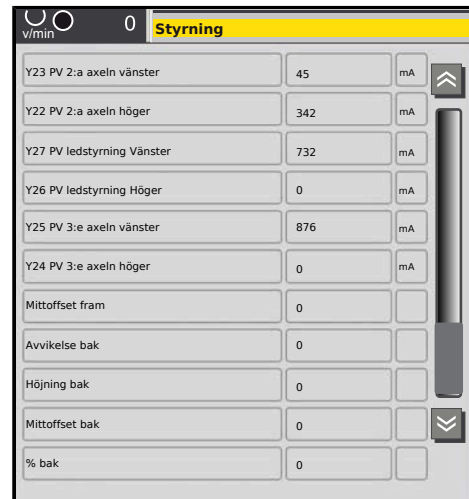 v/min 0 Styrning
Y23 PV 2:a axeln vänster 45 mA
Y22 PV 2:a axeln höger 342 mA
Y27 PV ledstyrning Vänster 732 mA
Y26 PV ledstyrning Höger 0 mA
Y25 PV 3:e axeln vänster 876 mA
Y24 PV 3:e axeln höger 0 mA
Mittoffset fram 0
Avvikelse bak 0
Höjning bak 0
Mittoffset bak 0
% bak 0